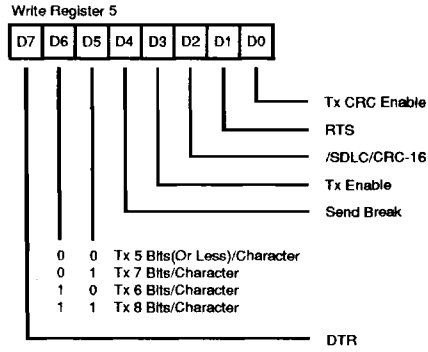 Write Register 5
D7 D6 D5 D4 D3 D2 D1 D0
Tx CRC Enable
RTS
/SDLC/CRC-16
Tx Enable
Send Break
0 0 Tx 5 Bits(Or Less)/Character
0 1 Tx 7 Bits/Character
1 0 Tx 6 Bits/Character
1 1 Tx 8 Bits/Character
DTR